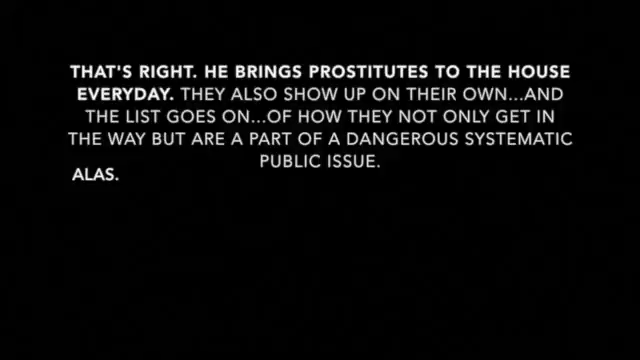 THAT'S RIGHT. HE BRINGS PROSTITUTES TO THE HOUSE
EVERYDAY. THEY ALSO SHOW UP ON THEIR OWN...AND
THE LIST GOES ON...OF HOW THEY NOT ONLY GET IN
THE WAY BUT ARE A PART OF A DANGEROUS SYSTEMATIC
PUBLIC ISSUE.
ALAS.